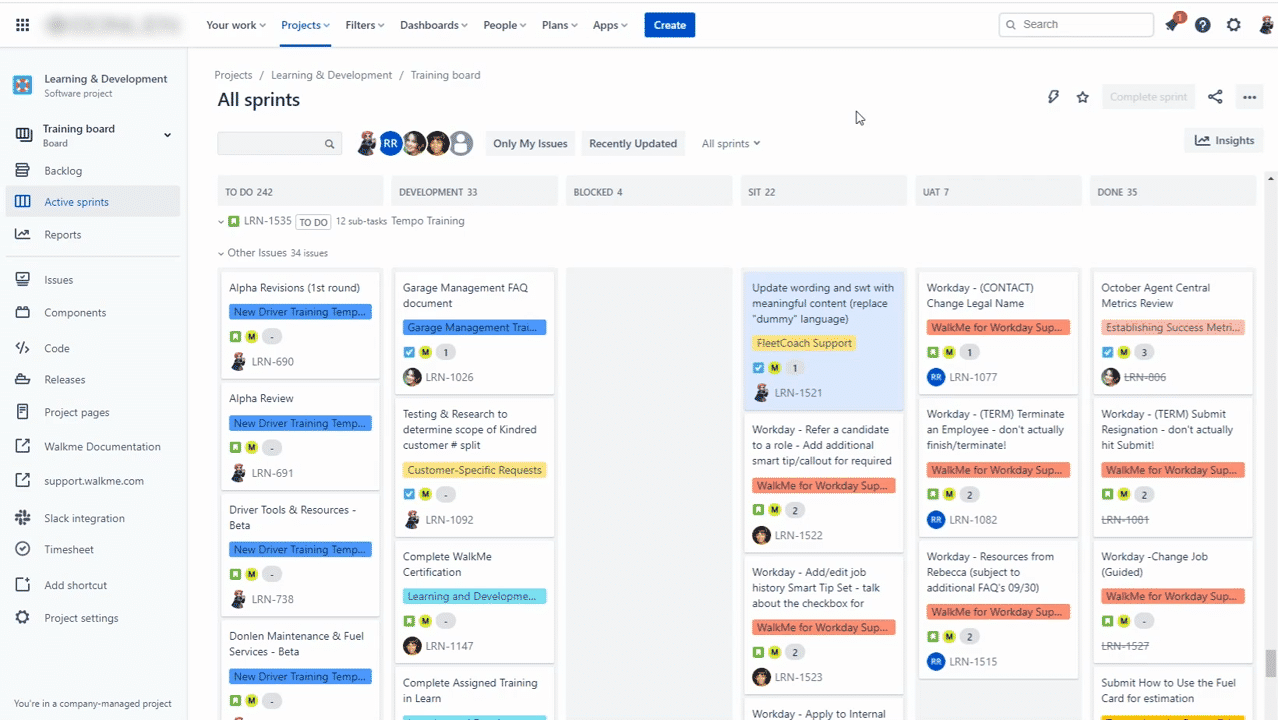 Your work
Projects
Filters
Dashboards
People
Plans
Apps
Create
Search
1
Learning & Development
Software project
Training board
Board
Backlog
Active sprints
Reports
Issues
Components
Code
Releases
Project pages
Walkme Documentation
support.walkme.com
Slack integration
Timesheet
Add shortcut
Project settings
You're in a company-managed project
Projects / Learning & Development / Training board
All sprints
Complete sprint
RR
Only My Issues
Recently Updated
All sprints
Insights
TO DO 242
DEVELOPMENT 33
BLOCKED 4
SIT 22
UAT 7
DONE 35
LRN-1535 TO DO 12 sub-tasks Tempo Training
Other Issues 34 issues
Alpha Revisions (1st round)
New Driver Training Temp...
M -
LRN-690
Alpha Review
New Driver Training Temp...
M -
LRN-691
Driver Tools & Resources -
Beta
New Driver Training Temp...
M -
LRN-738
Donlen Maintenance & Fuel
Services - Beta
New Driver Training Temp...
M -
Garage Management FAQ
document
Garage Management Trai...
M 1
LRN-1026
Testing & Research to
determine scope of Kindred
customer # split
Customer-Specific Requests
M -
LRN-1092
Complete WalkMe
Certification
Learning and Developme...
M -
LRN-1147
Complete Assigned Training
in Learn
Update wording and swt with
meaningful content (replace
"dummy" language)
FleetCoach Support
M 1
LRN-1521
Workday - Refer a candidate
to a role - Add additional
smart tip/callout for required
WalkMe for Workday Sup...
M 2
LRN-1522
Workday - Add/edit job
history Smart Tip Set - talk
about the checkbox for
WalkMe for Workday Sup...
M 2
LRN-1523
Workday - Apply to Internal
Workday - (CONTACT)
Change Legal Name
WalkMe for Workday Sup...
M 1
RR LRN-1077
Workday - (TERM) Terminate
an Employee - don't actually
finish/terminate!
WalkMe for Workday Sup...
M 2
RR LRN-1082
Workday - Resources from
Rebecca (subject to
additional FAQ's 09/30)
WalkMe for Workday Sup...
M 2
RR LRN-1515
October Agent Central
Metrics Review
Establishing Success Metri...
M 3
LRN-806
Workday - (TERM) Submit
Resignation - don't actually
hit Submit!
WalkMe for Workday Sup...
M 2
LRN-1081
Workday -Change Job
(Guided)
WalkMe for Workday Sup...
M -
LRN-1527
Submit How to Use the Fuel
Card for estimation